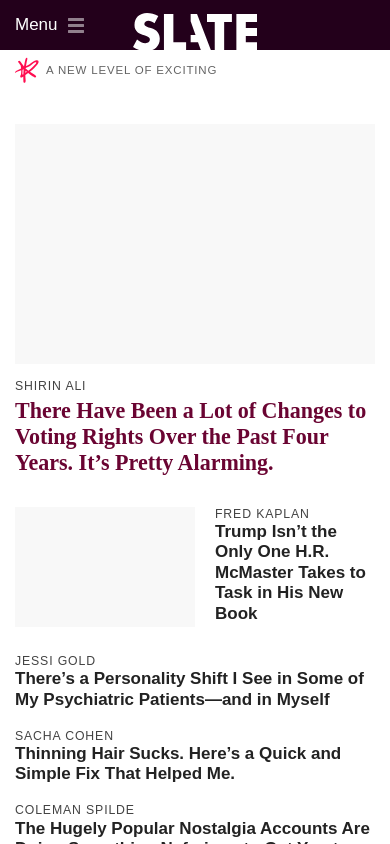 Menu
SLATE
A NEW LEVEL OF EXCITING
SHIRIN ALI
There Have Been a Lot of Changes to
Voting Rights Over the Past Four
Years. It’s Pretty Alarming.
FRED KAPLAN
Trump Isn’t the
Only One H.R.
McMaster Takes to
Task in His New
Book
JESSI GOLD
There’s a Personality Shift I See in Some of
My Psychiatric Patients—and in Myself
SACHA COHEN
Thinning Hair Sucks. Here’s a Quick and
Simple Fix That Helped Me.
COLEMAN SPILDE
The Hugely Popular Nostalgia Accounts Are